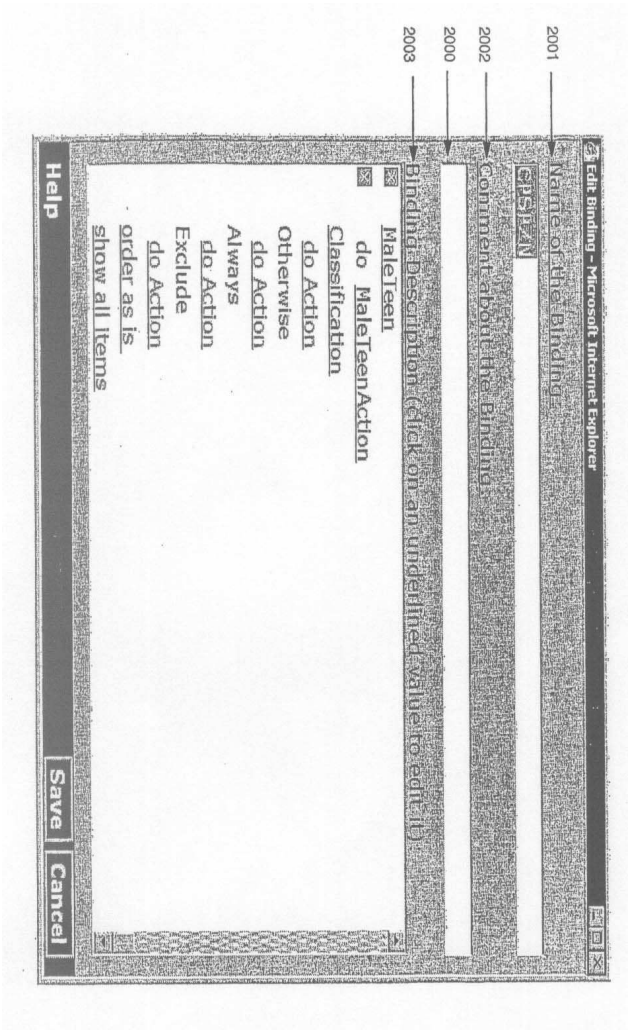 Edit Binding - Microsoft Internet Explorer
2001
Name of the Binding:
2002
Comment about the Binding:
2000
2003
Binding Description (click on an underlined value to edit it):
MaleTeen
do MaleTeenAction
Classification
do Action
Otherwise
do Action
Always
do Action
Exclude
do Action
order as is
show all items
Help
Save
Cancel